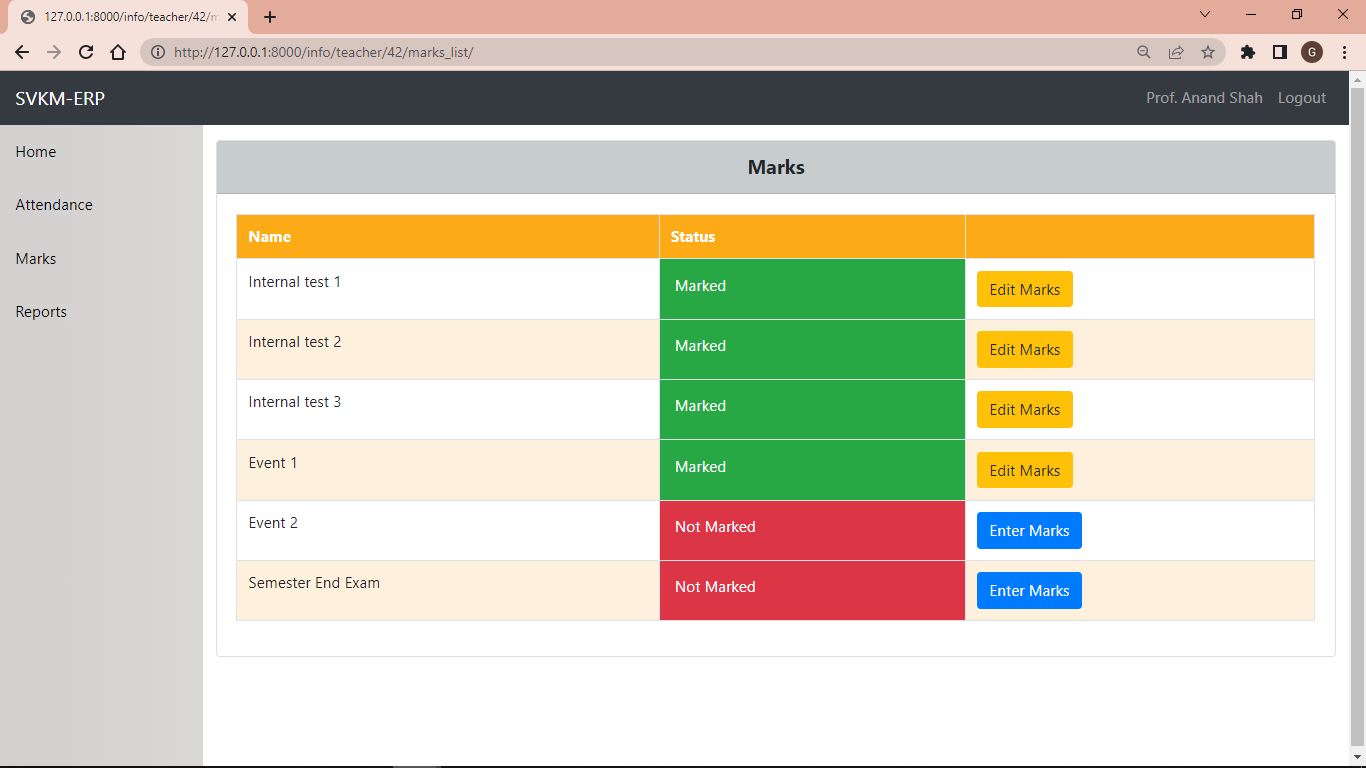 127.0.0.1:8000/info/teacher/42/m
http://127.0.0.1:8000/info/teacher/42/marks_list/
G
SVKM-ERP
Prof. Anand Shah Logout
Home
Attendance
Marks
Reports
Marks
Name Status
Internal test 1 Marked Edit Marks
Internal test 2 Marked Edit Marks
Internal test 3 Marked Edit Marks
Event 1 Marked Edit Marks
Event 2 Not Marked Enter Marks
Semester End Exam Not Marked Enter Marks